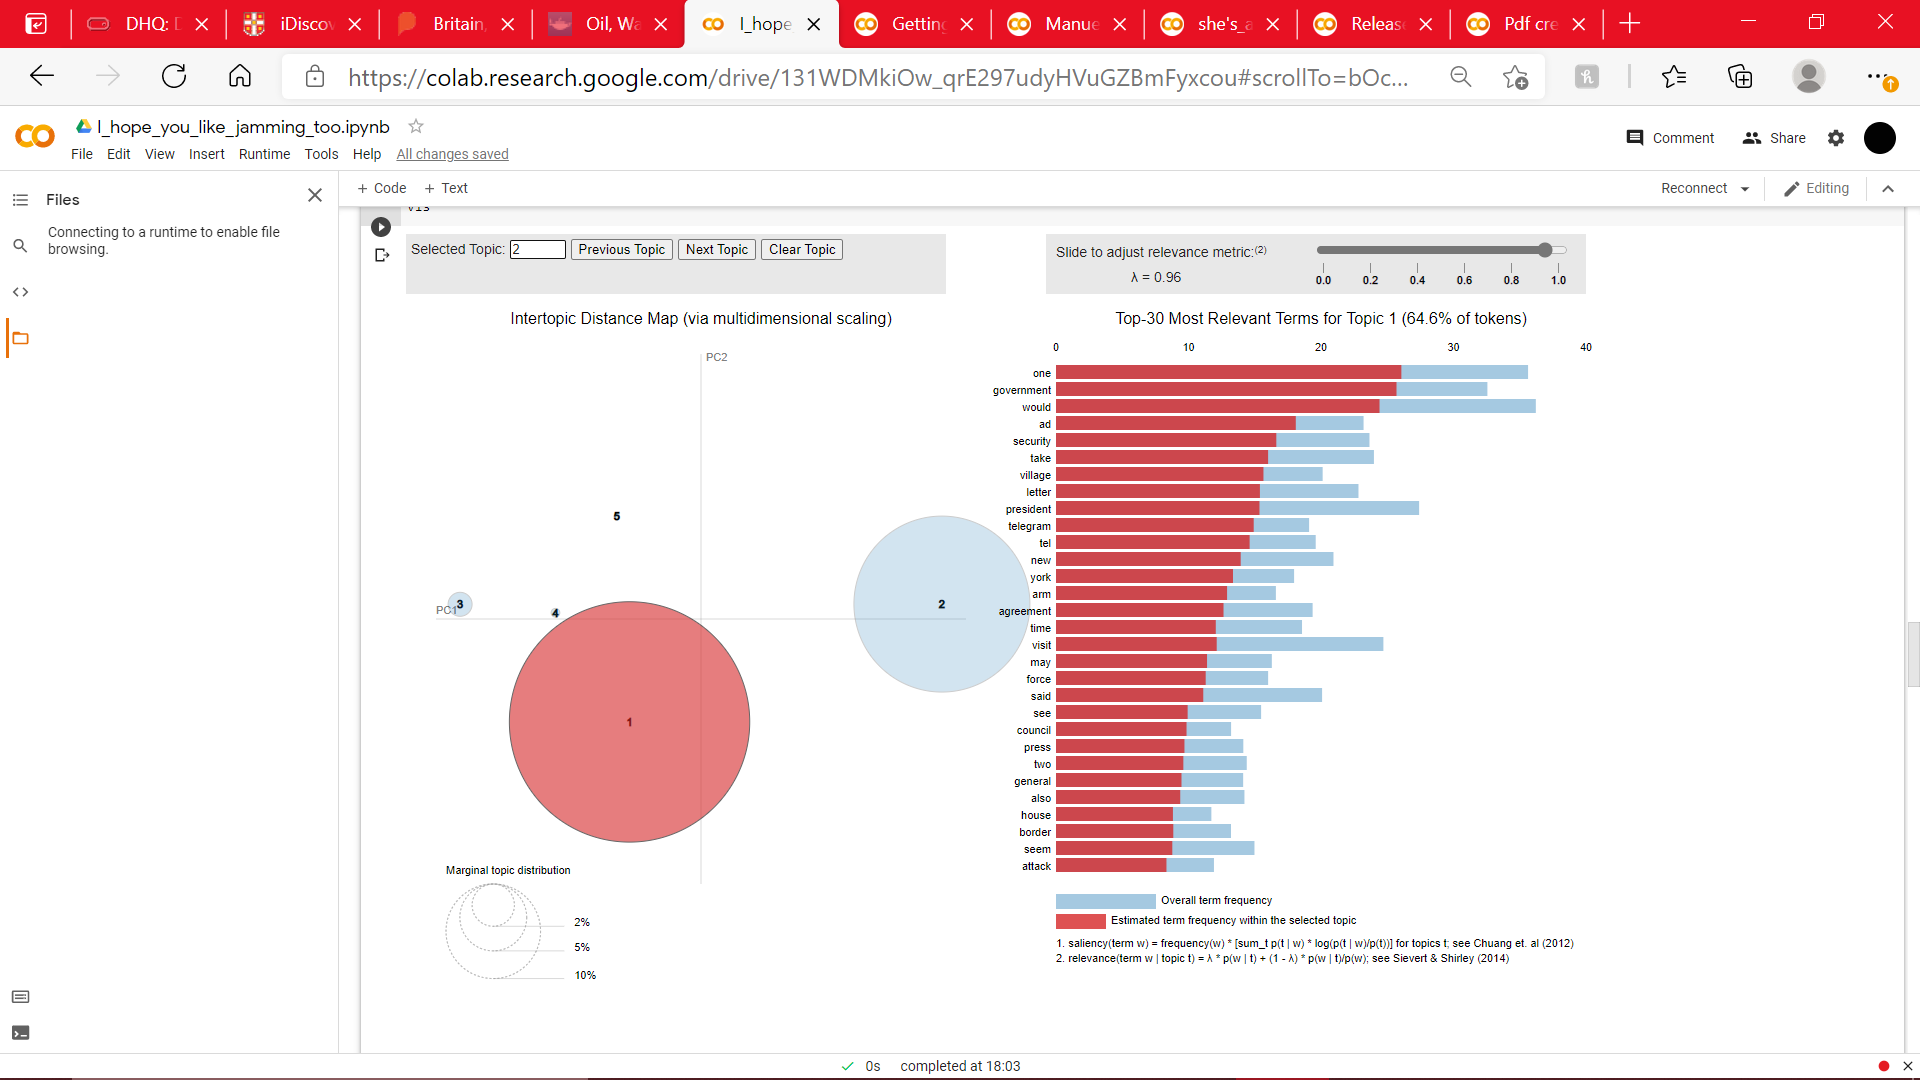 DHQ: D
iDiscov
Britain,
Oil, Wa
I_hope
Getting
Manue
she's_a
Releas
Pdf cre
https://colab.research.google.com/drive/131WDMkiOw_qrE297udyHVuGZBmFyxcou#scrollTo=bOc...
I_hope_you_like_jamming_too.ipynb
File Edit View Insert Runtime Tools Help All changes saved
Comment Share
Files
Connecting to a runtime to enable file
browsing.
+ Code + Text
Reconnect Editing
vis
Selected Topic: 2 Previous Topic Next Topic Clear Topic
Slide to adjust relevance metric:(2)
λ = 0.96
0.0 0.2 0.4 0.6 0.8 1.0
Intertopic Distance Map (via multidimensional scaling)
PC2
PC1
5
3
4
2
1
Marginal topic distribution
2%
5%
10%
Top-30 Most Relevant Terms for Topic 1 (64.6% of tokens)
0 10 20 30 40
one
government
would
ad
security
take
village
letter
president
telegram
tel
new
york
arm
agreement
time
visit
may
force
said
see
council
press
two
general
also
house
border
seem
attack
Overall term frequency
Estimated term frequency within the selected topic
1. saliency(term w) = frequency(w) * [sum_t p(t | w) * log(p(t | w)/p(t))] for topics t; see Chuang et. al (2012)
2. relevance(term w | topic t) = λ * p(w | t) + (1 - λ) * p(w | t)/p(w); see Sievert & Shirley (2014)
0s completed at 18:03